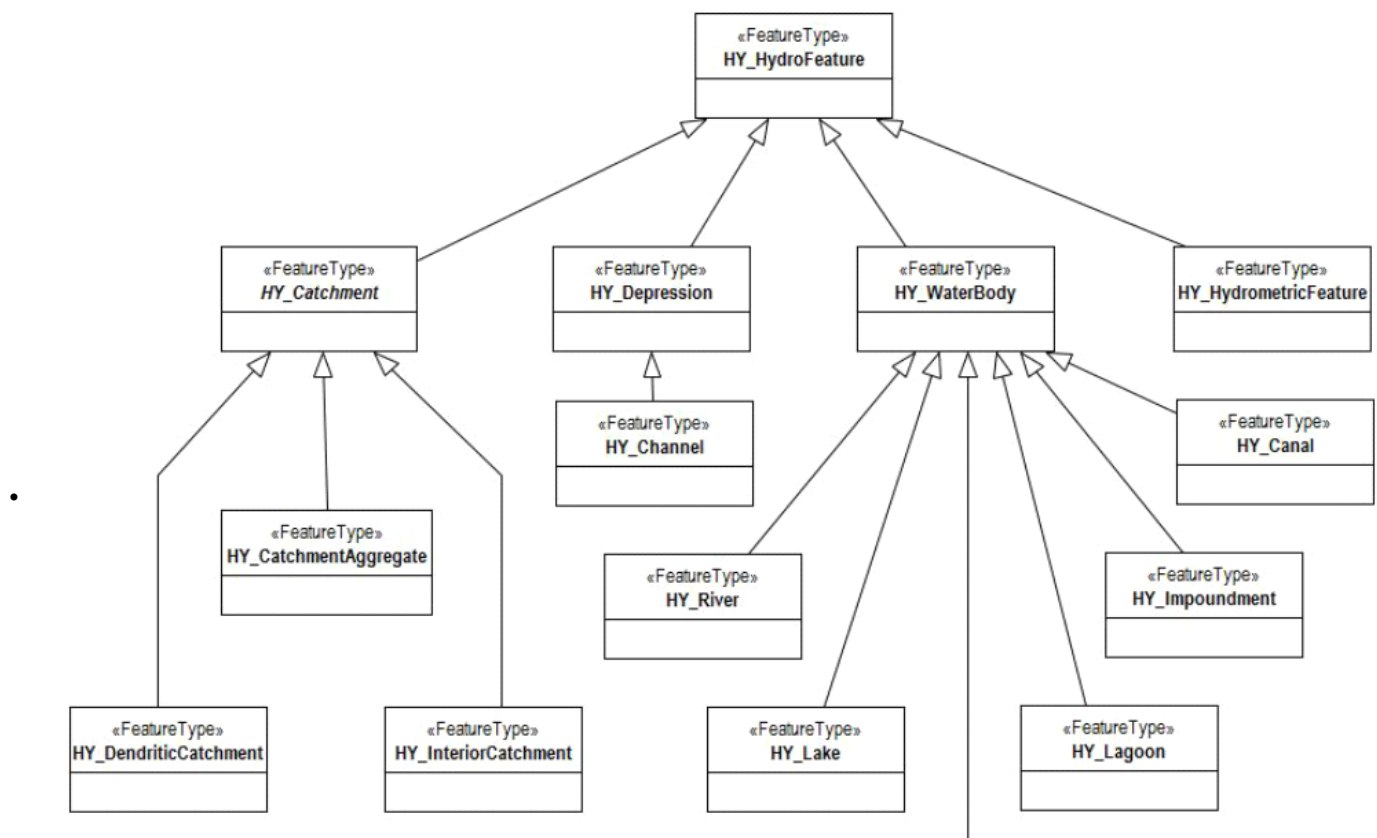 «FeatureType»
HY_HydroFeature
«FeatureType»
HY_Catchment
«FeatureType»
HY_Depression
«FeatureType»
HY_WaterBody
«FeatureType»
HY_HydrometricFeature
«FeatureType»
HY_Channel
«FeatureType»
HY_Canal
«FeatureType»
HY_CatchmentAggregate
«FeatureType»
HY_River
«FeatureType»
HY_Impoundment
«FeatureType»
HY_DendriticCatchment
«FeatureType»
HY_InteriorCatchment
«FeatureType»
HY_Lake
«FeatureType»
HY_Lagoon